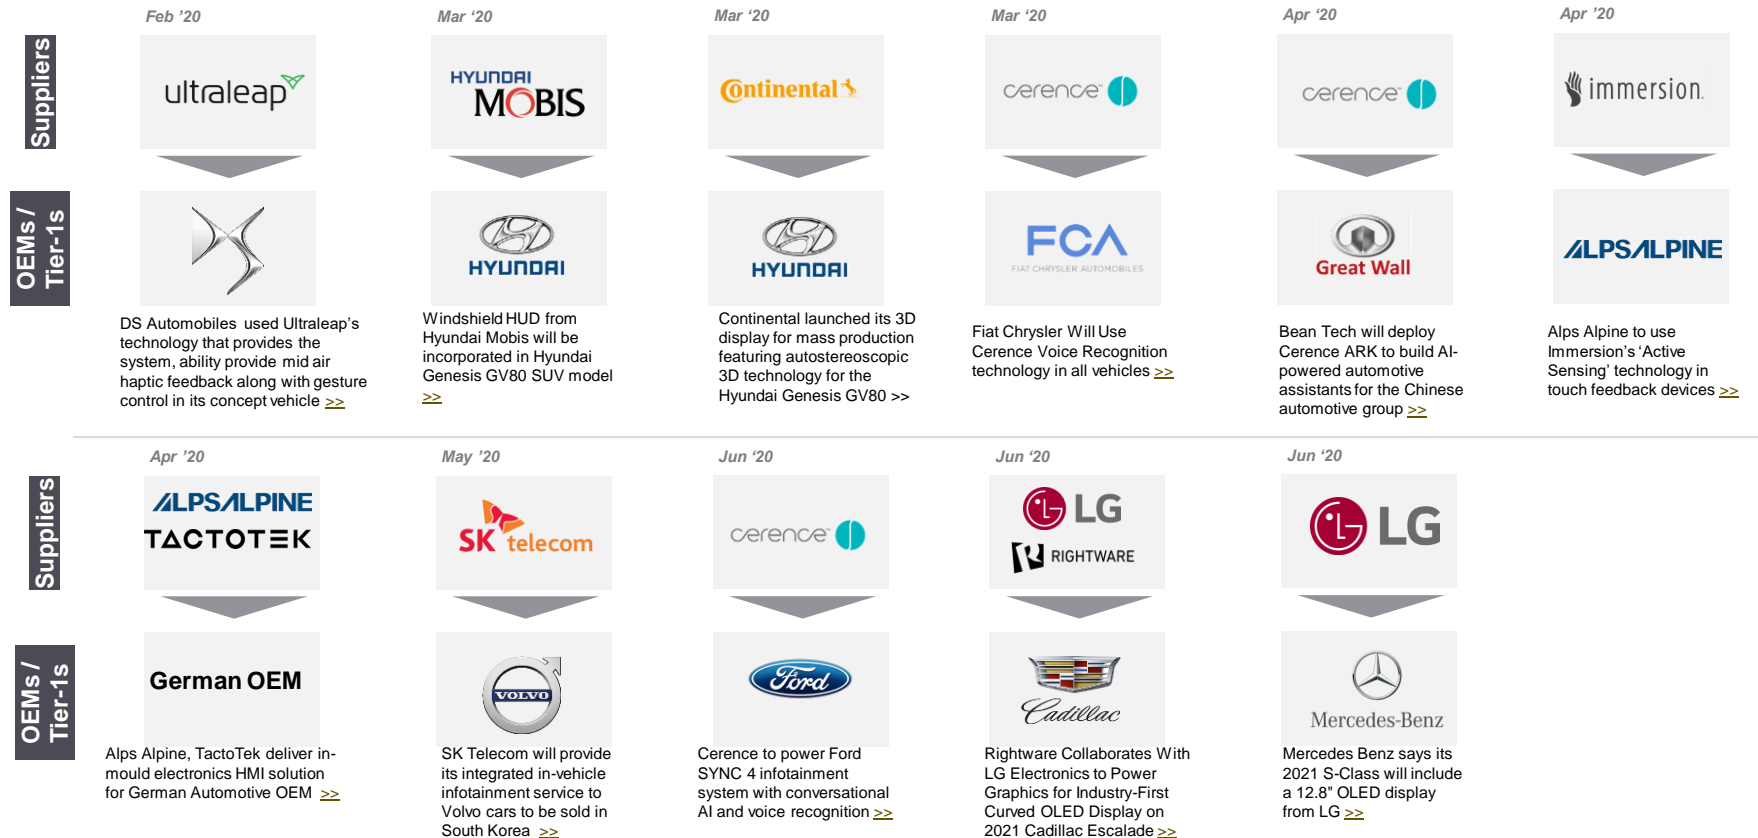 Feb ’20
Mar ‘20
Mar ‘20
Mar ‘20
Apr ’20
Apr ’20
Suppliers
ultraleap
HYUNDAI
MOBIS
Continental
cerence™
cerence™
immersion.
OEMs /
Tier-1s
HYUNDAI
HYUNDAI
FCA
FIAT CHRYSLER AUTOMOBILES
Great Wall
ALPSALPINE
DS Automobiles used Ultraleap’s
technology that provides the
system, ability provide mid air
haptic feedback along with gesture
control in its concept vehicle >>
Windshield HUD from
Hyundai Mobis will be
incorporated in Hyundai
Genesis GV80 SUV model
>>
Continental launched its 3D
display for mass production
featuring autostereoscopic
3D technology for the
Hyundai Genesis GV80 >>
Fiat Chrysler Will Use
Cerence Voice Recognition
technology in all vehicles >>
Bean Tech will deploy
Cerence ARK to build AI-
powered automotive
assistants for the Chinese
automotive group >>
Alps Alpine to use
Immersion’s ‘Active
Sensing’ technology in
touch feedback devices >>
Apr ’20
May ’20
Jun ‘20
Jun ‘20
Jun ‘20
Suppliers
ALPSALPINE
TACTOTEK
SK telecom
cerence™
LG
RIGHTWARE
LG
OEMs /
Tier-1s
German OEM
VOLVO
Ford
Cadillac
Mercedes-Benz
Alps Alpine, TactoTek deliver in-
mould electronics HMI solution
for German Automotive OEM >>
SK Telecom will provide
its integrated in-vehicle
infotainment service to
Volvo cars to be sold in
South Korea >>
Cerence to power Ford
SYNC 4 infotainment
system with conversational
AI and voice recognition >>
Rightware Collaborates With
LG Electronics to Power
Graphics for Industry-First
Curved OLED Display on
2021 Cadillac Escalade >>
Mercedes Benz says its
2021 S-Class will include
a 12.8" OLED display
from LG >>